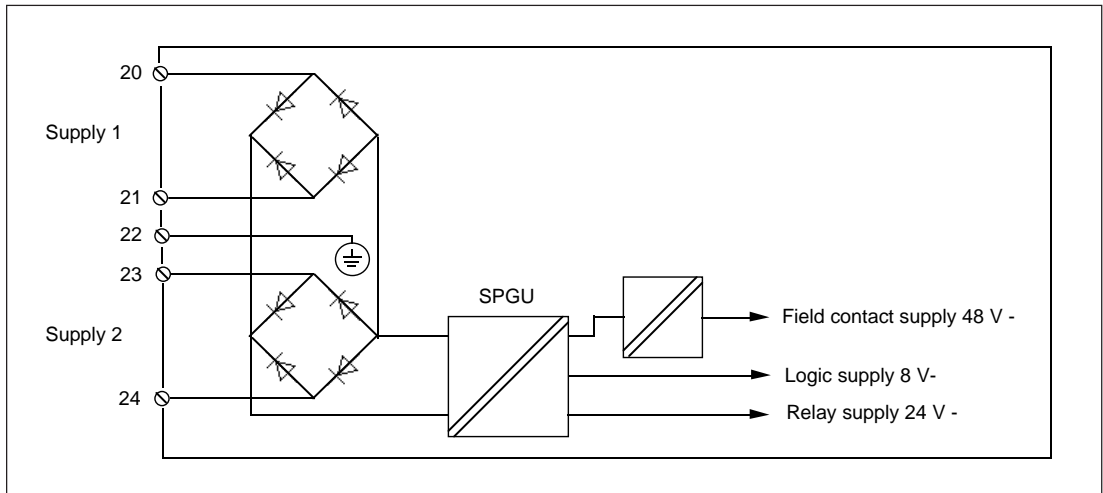 20
Supply 1
21
22
23
SPGU
Field contact supply 48 V -
Supply 2
Logic supply 8 V-
24
Relay supply 24 V -